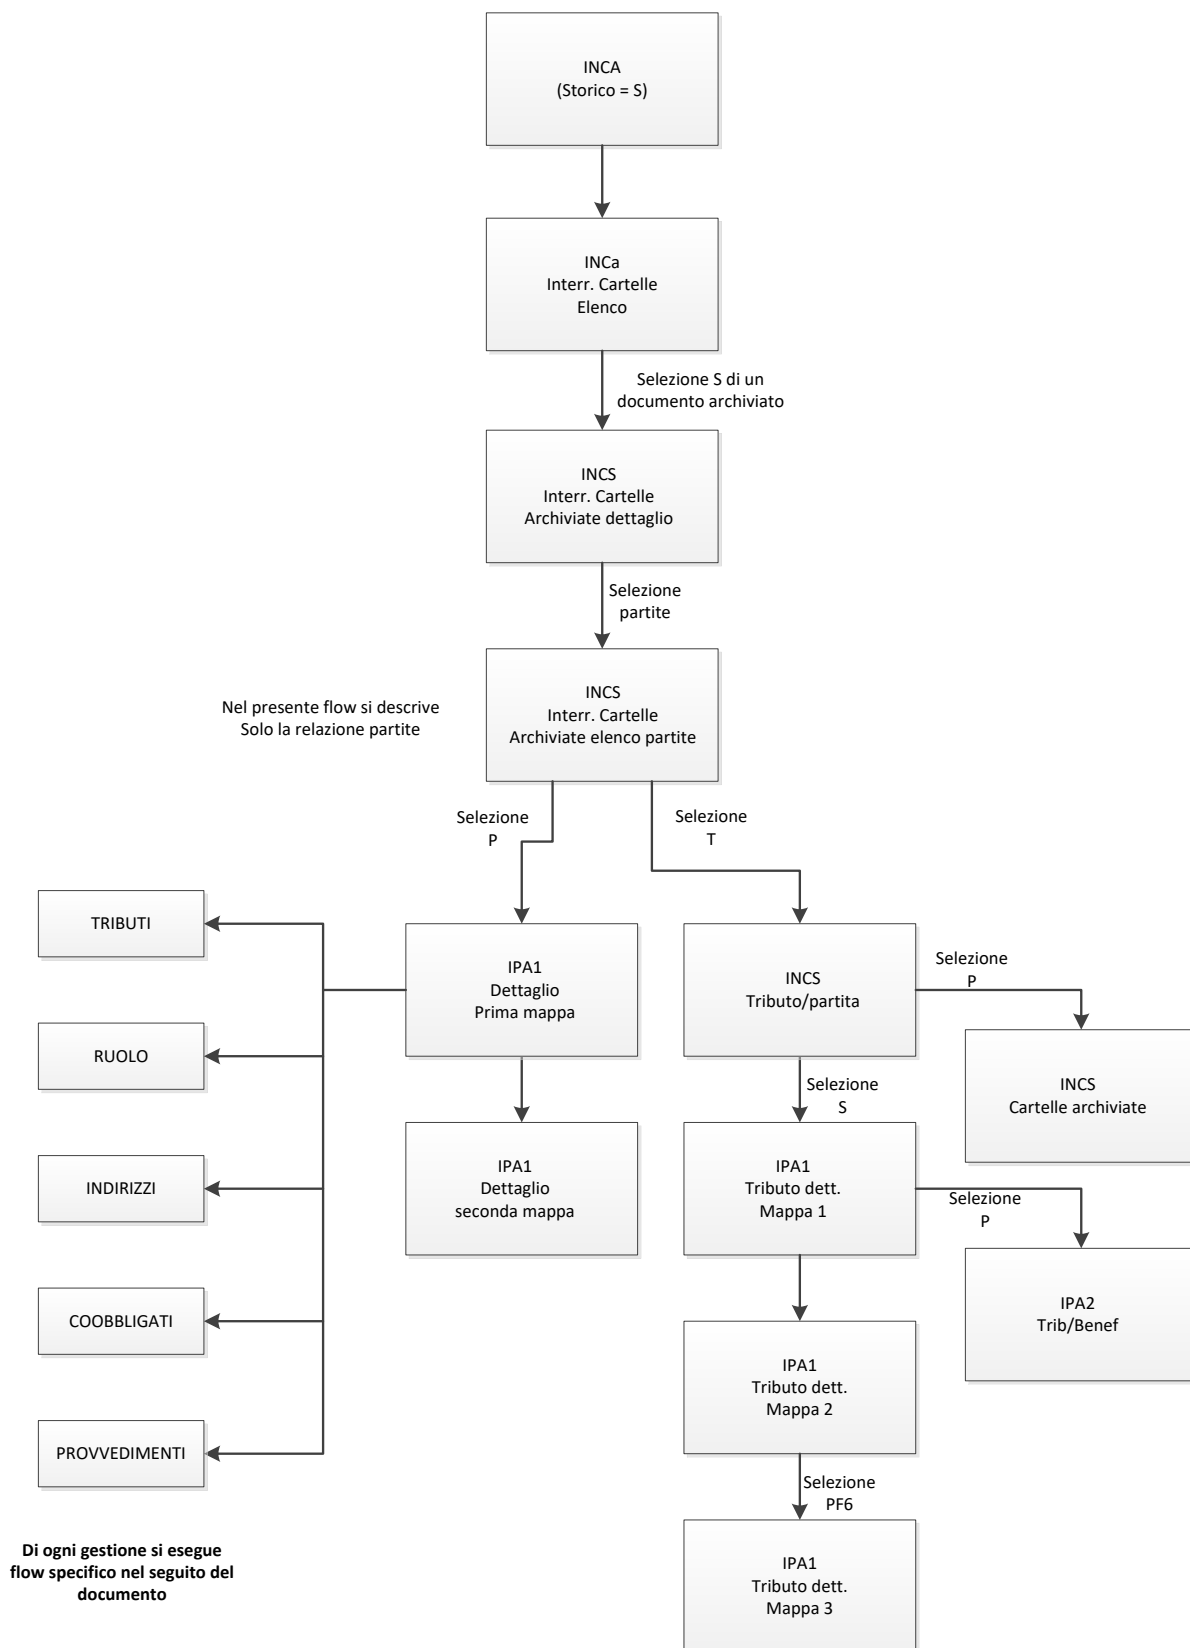 INCA
(Storico = S)
INCa
Interr. Cartelle
Elenco
Selezione S di un
documento archiviato
INCS
Interr. Cartelle
Archiviate dettaglio
Selezione
partite
Nel presente flow si descrive
Solo la relazione partite
INCS
Interr. Cartelle
Archiviate elenco partite
Selezione
P
Selezione
T
TRIBUTI
IPA1
Dettaglio
Prima mappa
INCS
Tributo/partita
Selezione
P
RUOLO
Selezione
S
INCS
Cartelle archiviate
INDIRIZZI
IPA1
Dettaglio
seconda mappa
IPA1
Tributo dett.
Mappa 1
Selezione
P
COOBBLIGATI
IPA2
Trib/Benef
IPA1
Tributo dett.
Mappa 2
PROVVEDIMENTI
Selezione
PF6
Di ogni gestione si esegue
flow specifico nel seguito del
documento
IPA1
Tributo dett.
Mappa 3